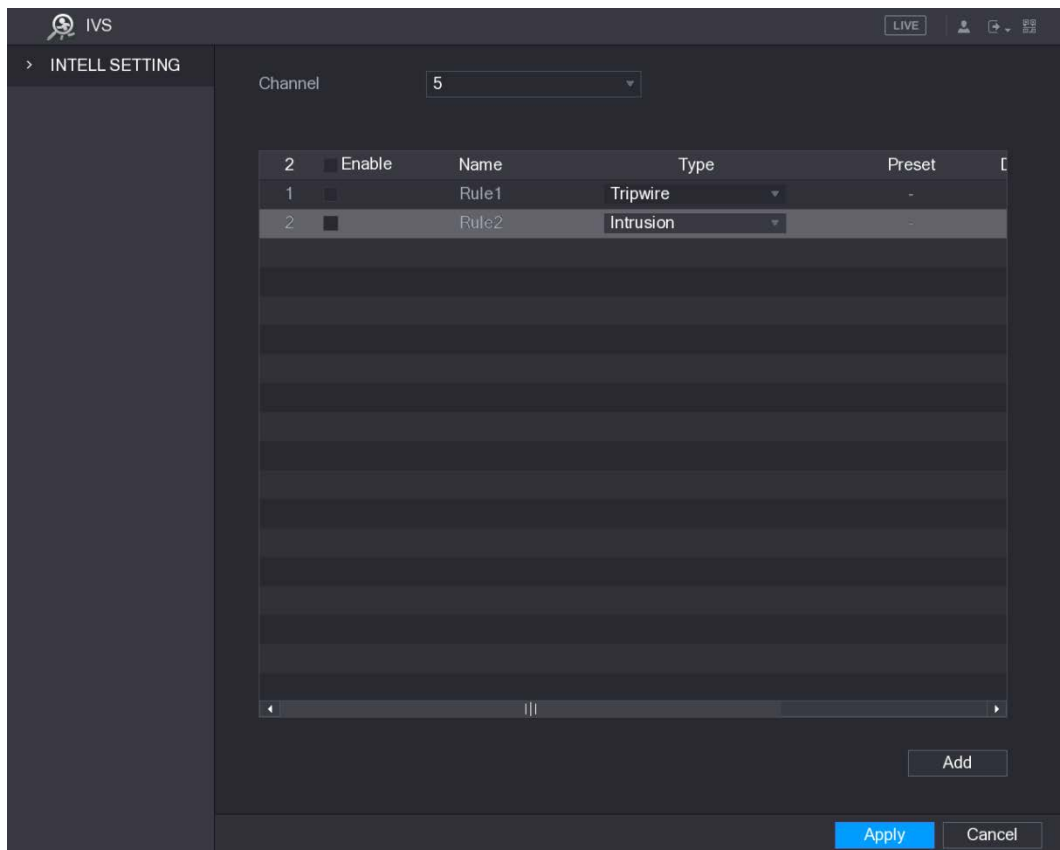 IVS LIVE
INTELL SETTING
Channel 5
2 Enable Name Type Preset
1 Rule1 Tripwire -
2 Rule2 Intrusion -
Add
Apply Cancel